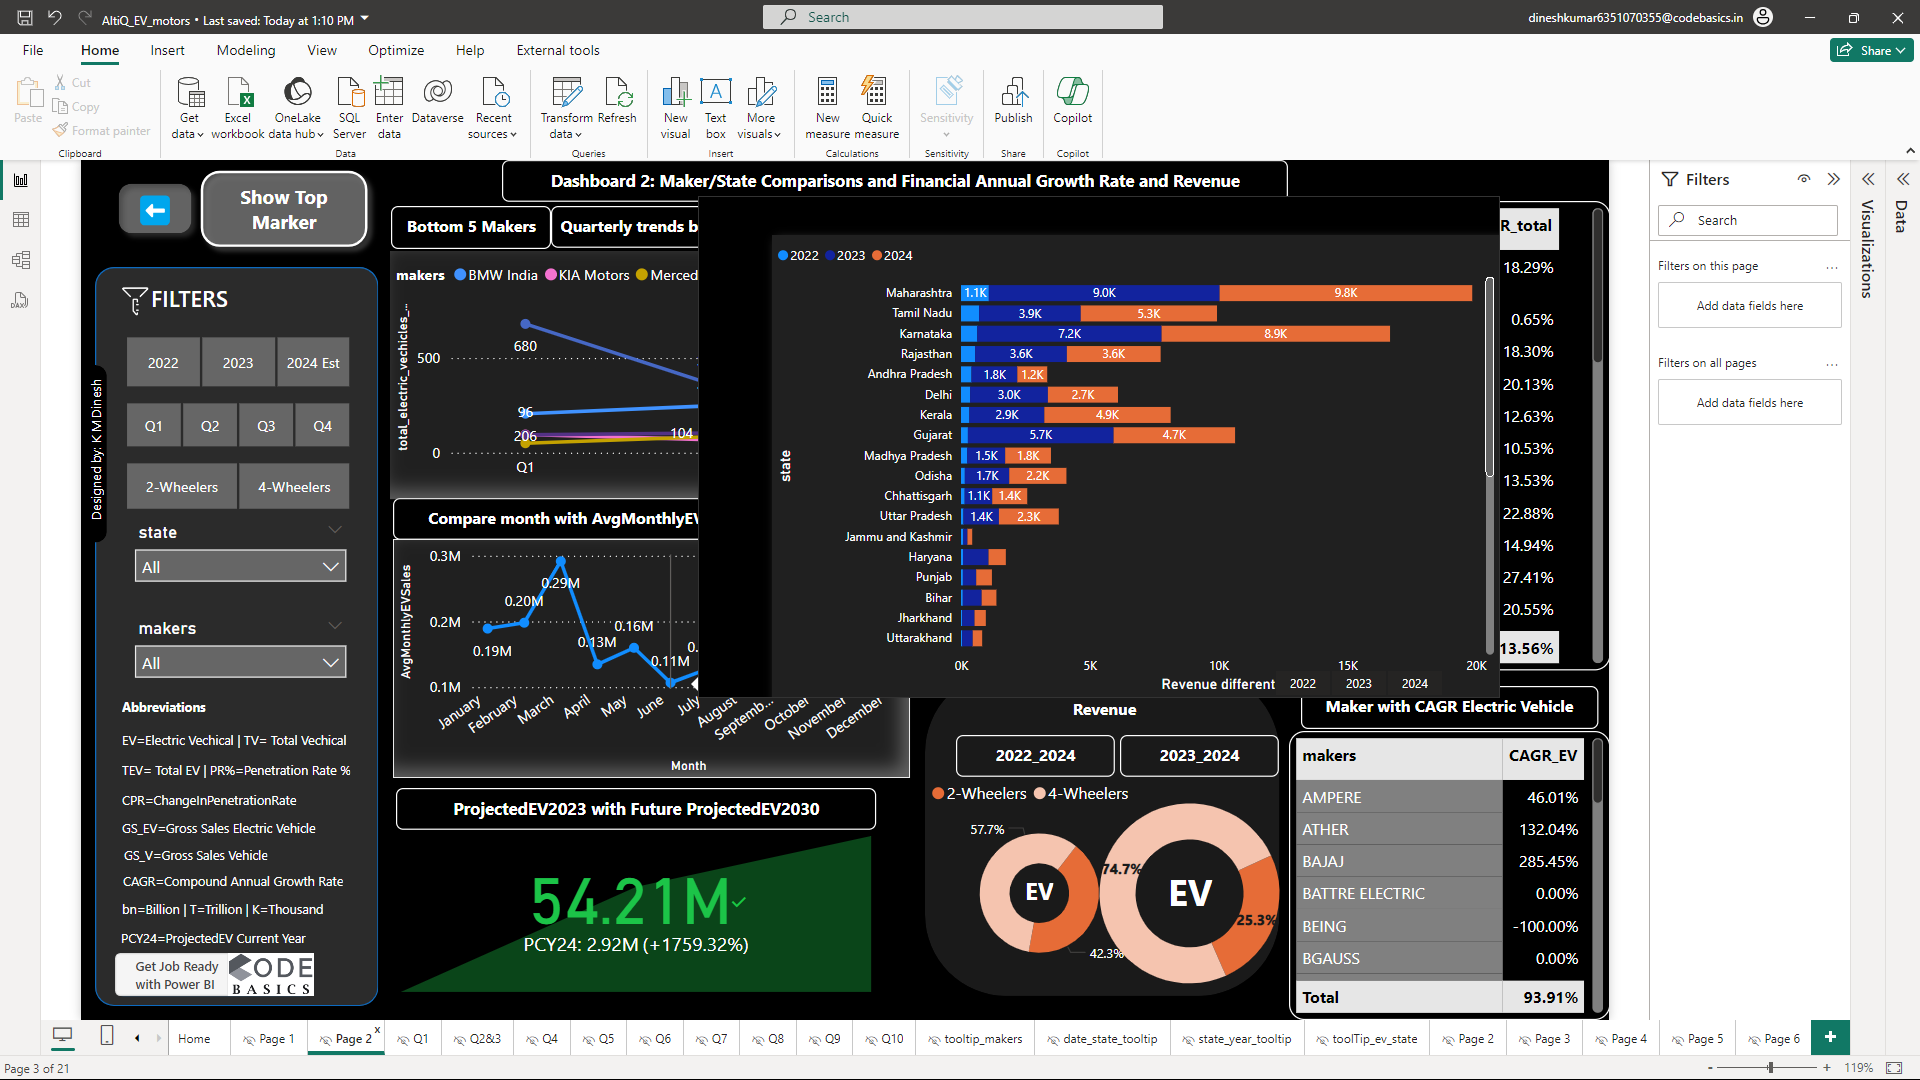 AltiQ_EV_motors • Last saved: Today at 1:10 PM
Search
dineshkumar6351070355@codebasics.in
File
Home
Insert
Modeling
View
Optimize
Help
External tools
Share
Paste
Cut
Copy
Format painter
Clipboard
Get data
Excel workbook
OneLake data hub
SQL Server
Enter data
Dataverse
Recent sources
Data
Transform data
Refresh
Queries
New visual
Text box
More visuals
Insert
New measure
Quick measure
Calculations
Sensitivity
Sensitivity
Publish
Share
Copilot
Copilot
Show Top
Marker
Dashboard 2: Maker/State Comparisons and Financial Annual Growth Rate and Revenue
Designed by: K M Dinesh
FILTERS
2022
2023
2024 Est
Q1
Q2
Q3
Q4
2-Wheelers
4-Wheelers
state
All
makers
All
Abbreviations
EV=Electric Vechical | TV= Total Vechical
TEV= Total EV | PR%=Penetration Rate %
CPR=ChangeInPenetrationRate
GS_EV=Gross Sales Electric Vehicle
GS_V=Gross Sales Vehicle
CAGR=Compound Annual Growth Rate
bn=Billion | T=Trillion | K=Thousand
PCY24=ProjectedEV Current Year
Get Job Ready
with Power BI
CODE
BASICS
Bottom 5 Makers
Quarterly trends b
makers
BMW India
KIA Motors
Merced
total_electric_vechicles_...
500
0
680
96
206
104
Q1
Compare month with AvgMonthlyEV
AvgMonthlyEVSales
0.3M
0.2M
0.1M
0.19M
0.20M
0.29M
0.13M
0.16M
0.11M
0.
January
February
March
April
May
June
July
August
Septemb...
October
November
December
Month
ProjectedEV2023 with Future ProjectedEV2030
54.21M
PCY24: 2.92M (+1759.32%)
2022
2023
2024
state
Maharashtra 1.1K 9.0K 9.8K
Tamil Nadu 3.9K 5.3K
Karnataka 7.2K 8.9K
Rajasthan 3.6K 3.6K
Andhra Pradesh 1.8K 1.2K
Delhi 3.0K 2.7K
Kerala 2.9K 4.9K
Gujarat 5.7K 4.7K
Madhya Pradesh 1.5K 1.8K
Odisha 1.7K 2.2K
Chhattisgarh 1.1K 1.4K
Uttar Pradesh 1.4K 2.3K
Jammu and Kashmir
Haryana
Punjab
Bihar
Jharkhand
Uttarakhand
0K 5K 10K 15K 20K
Revenue different 2022 2023 2024
R_total
18.29%
0.65%
18.30%
20.13%
12.63%
10.53%
13.53%
22.88%
14.94%
27.41%
20.55%
13.56%
Revenue
2022_2024
2023_2024
2-Wheelers
4-Wheelers
57.7%
EV
42.3%
74.7%
EV
25.3%
Maker with CAGR Electric Vehicle
makers CAGR_EV
AMPERE 46.01%
ATHER 132.04%
BAJAJ 285.45%
BATTRE ELECTRIC 0.00%
BEING -100.00%
BGAUSS 0.00%
Total 93.91%
Filters
Search
Filters on this page
...
Add data fields here
Filters on all pages
...
Add data fields here
Visualizations
Data
Home
Page 1
Page 2
x
Q1
Q2&3
Q4
Q5
Q6
Q7
Q8
Q9
Q10
tooltip_makers
date_state_tooltip
state_year_tooltip
toolTip_ev_state
Page 2
Page 3
Page 4
Page 5
Page 6
+
Page 3 of 21
- + 119%